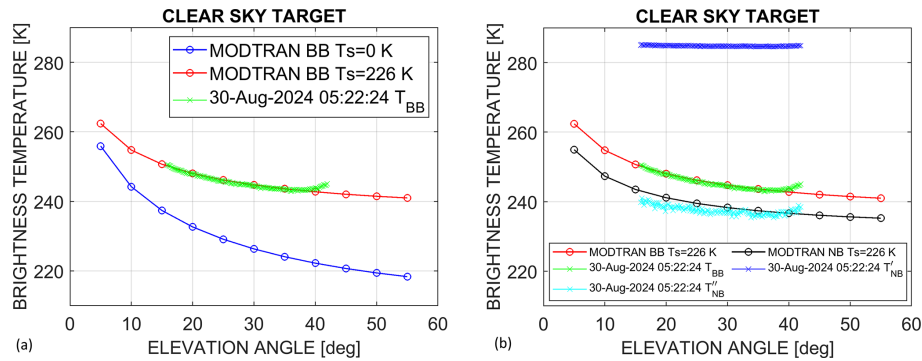 CLEAR SKY TARGET
BRIGHTNESS TEMPERATURE [K]
280
260
240
220
0 10 20 30 40 50 60
ELEVATION ANGLE [deg]
MODTRAN BB Ts=0 K
MODTRAN BB Ts=226 K
30-Aug-2024 05:22:24 T_BB
(a)
CLEAR SKY TARGET
BRIGHTNESS TEMPERATURE [K]
280
260
240
220
0 10 20 30 40 50 60
ELEVATION ANGLE [deg]
MODTRAN BB Ts=226 K MODTRAN NB Ts=226 K
30-Aug-2024 05:22:24 T_BB 30-Aug-2024 05:22:24 T'_NB
30-Aug-2024 05:22:24 T''_NB
(b)